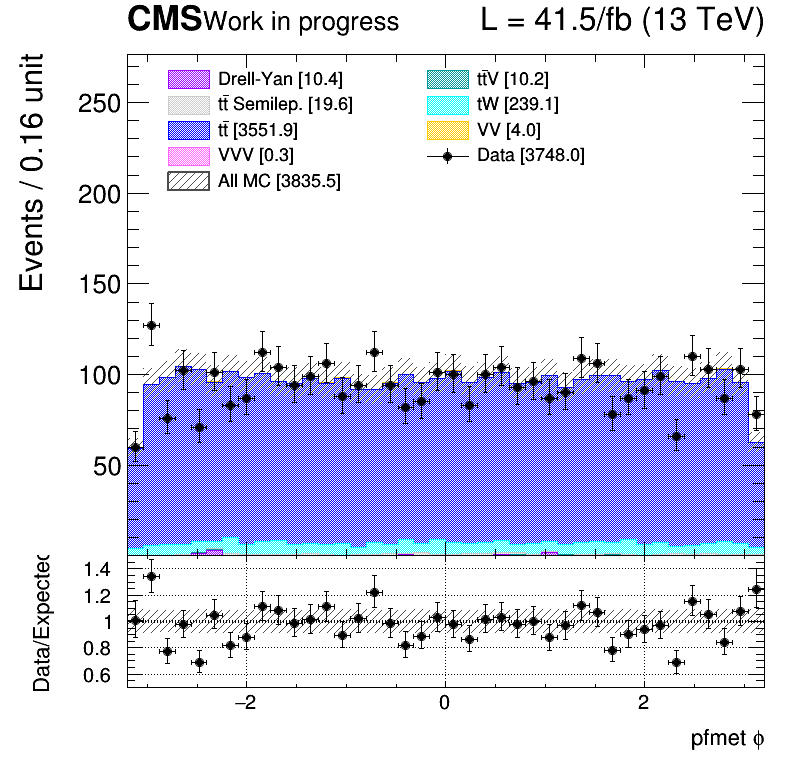 CMS Work in progress L = 41.5/fb (13 TeV)
Events / 0.16 unit
Drell-Yan [10.4]
tt̄ Semilep. [19.6]
tt̄ [3551.9]
VVV [0.3]
All MC [3835.5]
tt̄V [10.2]
tW [239.1]
VV [4.0]
Data [3748.0]
250
200
150
100
50
Data/Expected
1.4
1.2
1
0.8
0.6
−2 0 2
pfmet ϕ